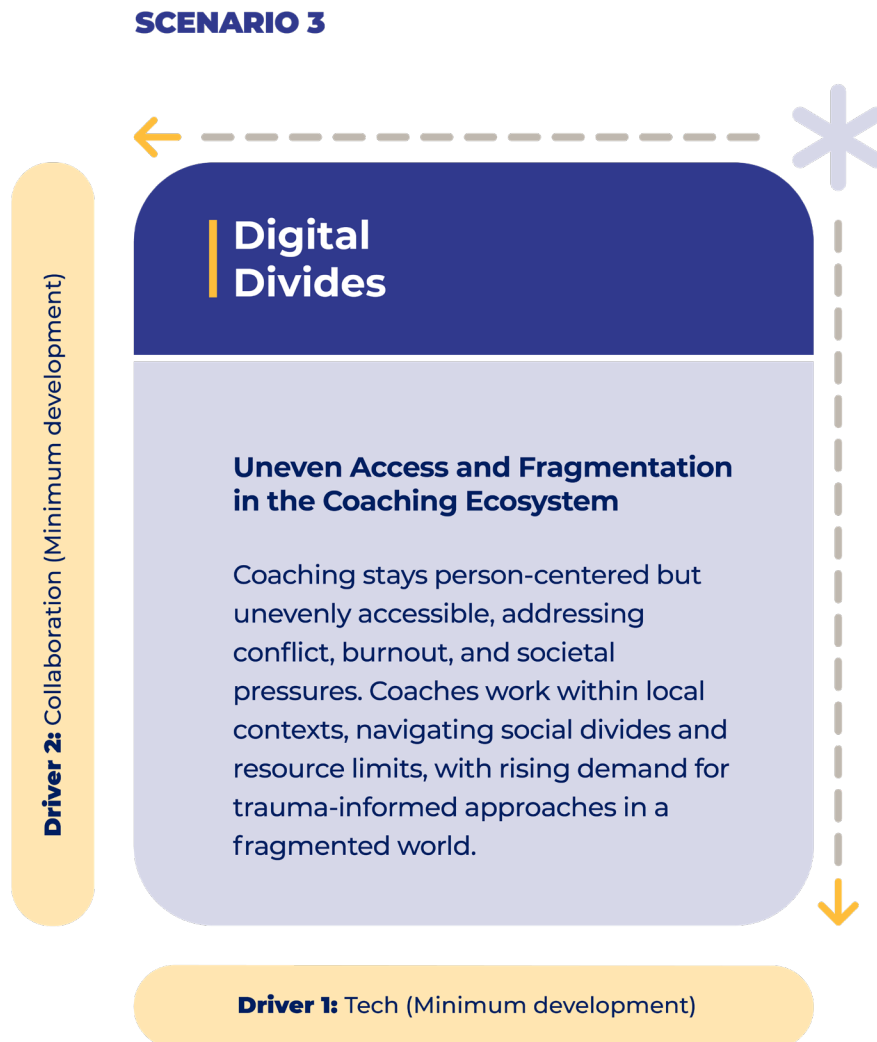 SCENARIO 3
Digital
Divides
Uneven Access and Fragmentation
in the Coaching Ecosystem
Coaching stays person-centered but
unevenly accessible, addressing
conflict, burnout, and societal
pressures. Coaches work within local
contexts, navigating social divides and
resource limits, with rising demand for
trauma-informed approaches in a
fragmented world.
Driver 2: Collaboration (Minimum development)
Driver 1: Tech (Minimum development)